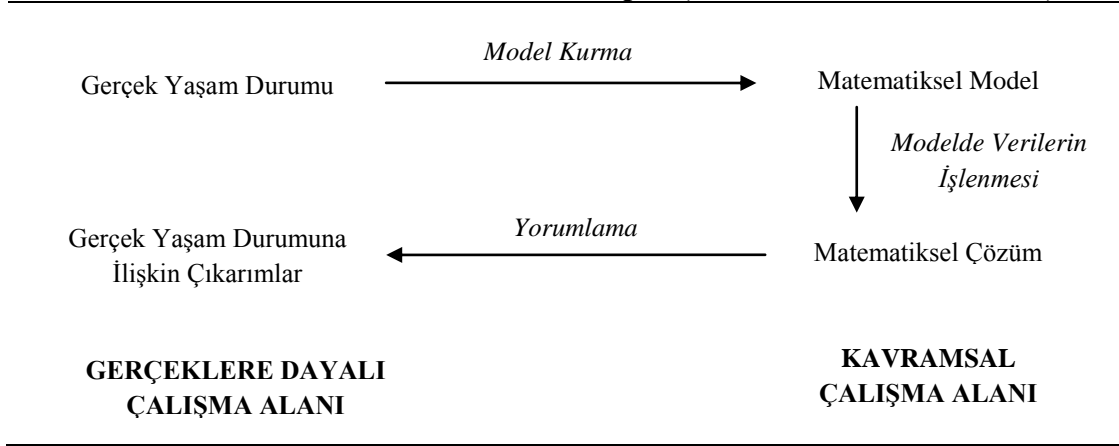 Model Kurma
Gerçek Yaşam Durumu
Matematiksel Model
Modelde Verilerin
İşlenmesi
Yorumlama
Gerçek Yaşam Durumuna
İlişkin Çıkarımlar
Matematiksel Çözüm
GERÇEKLERE DAYALI
ÇALIŞMA ALANI
KAVRAMSAL
ÇALIŞMA ALANI